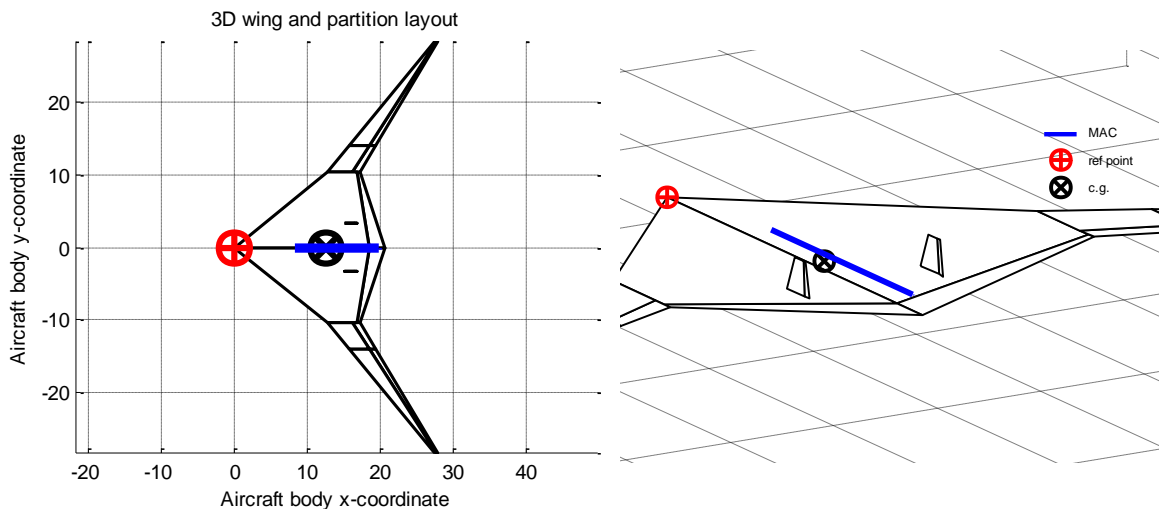 3D wing and partition layout
Aircraft body y-coordinate
20
10
0
-10
-20
-20 -10 0 10 20 30 40
Aircraft body x-coordinate
MAC
ref point
c.g.